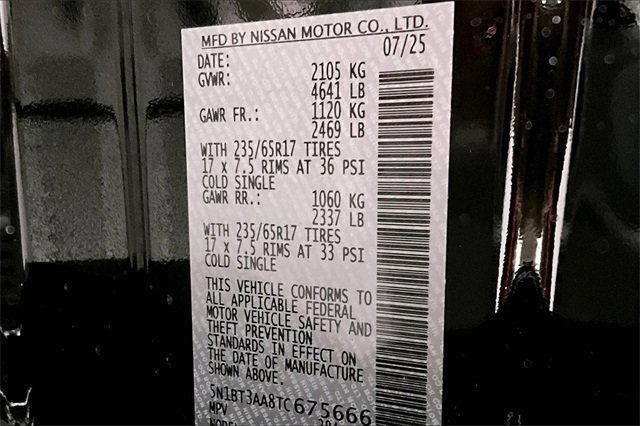 MFD BY NISSAN MOTOR CO., LTD.
DATE: 07/25
GVWR: 2105 KG
4641 LB
GAWR FR.: 1120 KG
2469 LB
WITH 235/65R17 TIRES
17 x 7.5 RIMS AT 36 PSI
COLD SINGLE
GAWR RR.: 1060 KG
2337 LB
WITH 235/65R17 TIRES
17 x 7.5 RIMS AT 33 PSI
COLD SINGLE
THIS VEHICLE CONFORMS TO
ALL APPLICABLE FEDERAL
MOTOR VEHICLE SAFETY AND
THEFT PREVENTION
STANDARDS IN EFFECT ON
THE DATE OF MANUFACTURE
SHOWN ABOVE.
5N1BT3AA8TC675666
MPV